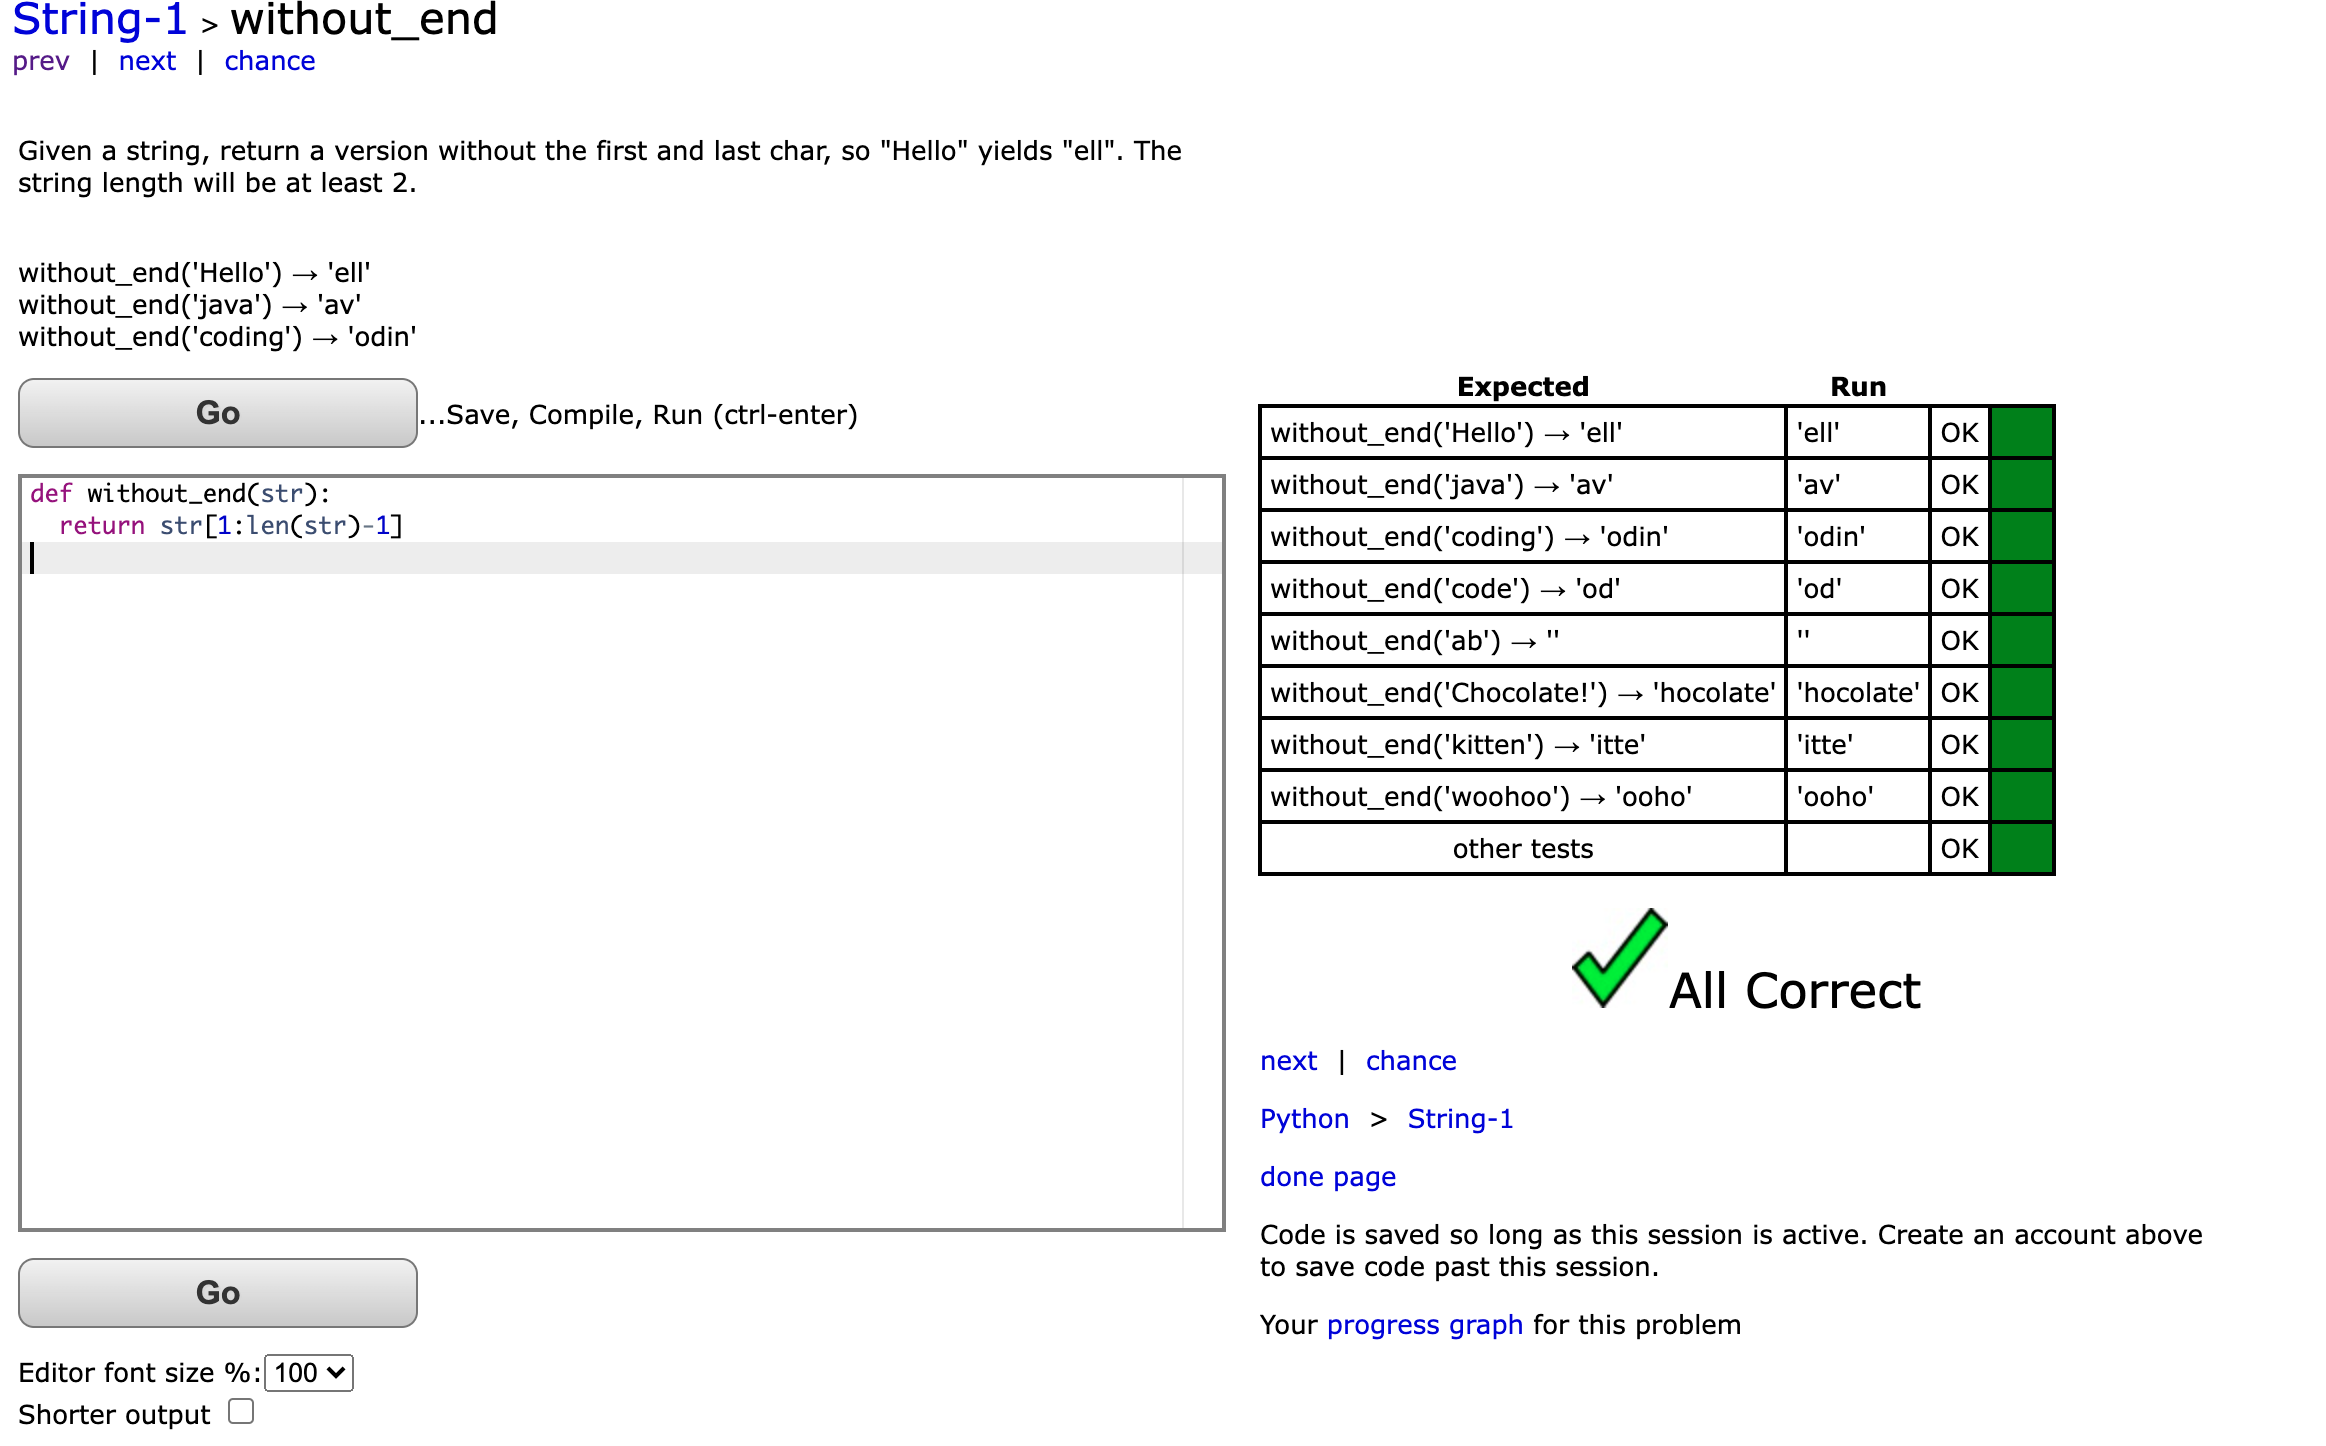 String-1 > without_end
prev | next | chance
Given a string, return a version without the first and last char, so "Hello" yields "ell". The
string length will be at least 2.
without_end('Hello') → 'ell'
without_end('java') → 'av'
without_end('coding') → 'odin'
Go ...Save, Compile, Run (ctrl-enter)
def without_end(str):
  return str[1:len(str)-1]
Go
Editor font size %: 100
Shorter output
Expected Run
without_end('Hello') → 'ell' 'ell' OK
without_end('java') → 'av' 'av' OK
without_end('coding') → 'odin' 'odin' OK
without_end('code') → 'od' 'od' OK
without_end('ab') → '' '' OK
without_end('Chocolate!') → 'hocolate' 'hocolate' OK
without_end('kitten') → 'itte' 'itte' OK
without_end('woohoo') → 'ooho' 'ooho' OK
other tests OK
All Correct
next | chance
Python > String-1
done page
Code is saved so long as this session is active. Create an account above
to save code past this session.
Your progress graph for this problem